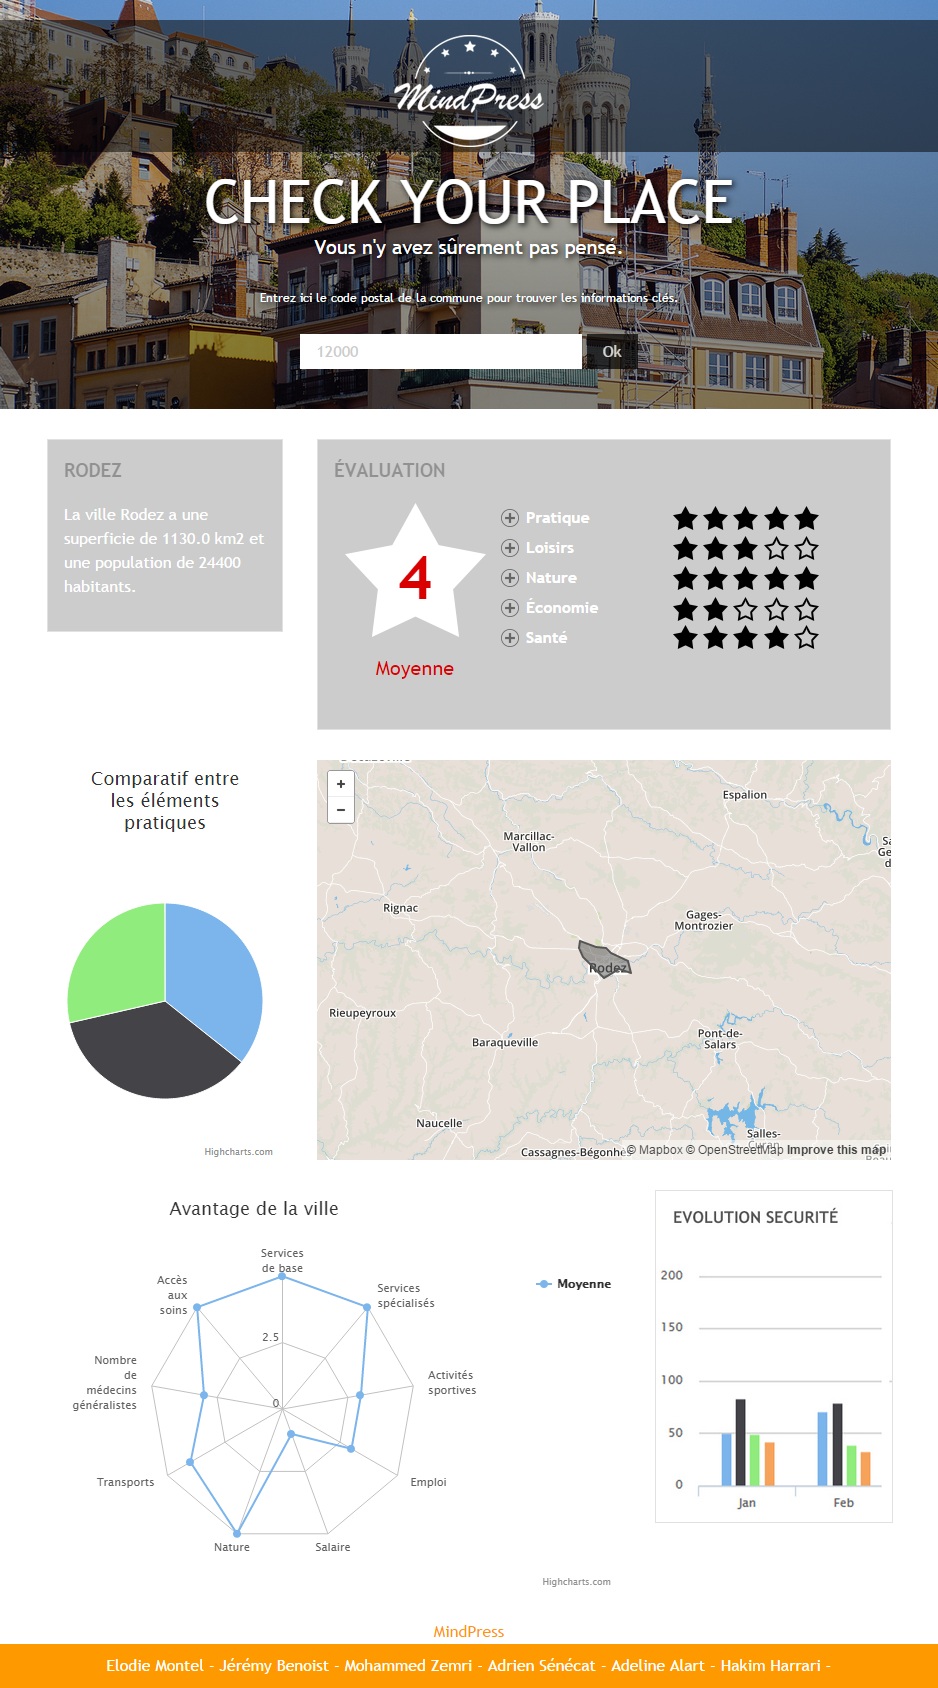 MindPress
CHECK YOUR PLACE
Vous n'y avez sûrement pas pensé.
Entrez ici le code postal de la commune pour trouver les informations clés.
12000
Ok
RODEZ
La ville Rodez a une
superficie de 1130.0 km2 et
une population de 24400
habitants.
ÉVALUATION
4
Moyenne
Pratique
Loisirs
Nature
Économie
Santé
Comparatif entre
les éléments
pratiques
Highcharts.com
+
−
Espalion
Marcillac-
Vallon
Rignac
Gages-
Montrozier
Rodez
Rieupeyroux
Baraqueville
Pont-de-
Salars
Naucelle
Salles-
Curan
Cassagnes-Bégonhès
© Mapbox © OpenStreetMap Improve this map
Avantage de la ville
Services
de base
Services
spécialisés
Activités
sportives
Emploi
Salaire
Nature
Transports
Nombre
de
médecins
généralistes
Accès
aux
soins
2.5
0
Moyenne
Highcharts.com
EVOLUTION SECURITÉ
200
150
100
50
0
Jan
Feb
MindPress
Elodie Montel - Jérémy Benoist - Mohammed Zemri - Adrien Sénécat - Adeline Alart - Hakim Harrari -